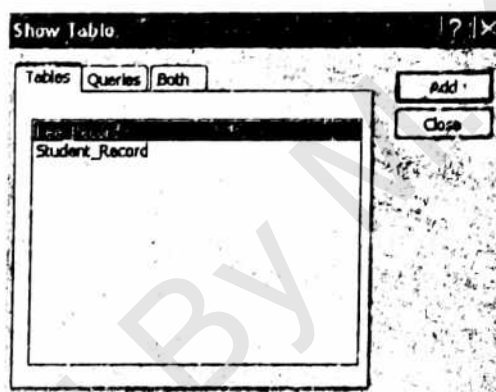 Show Table
Tables Queries Both
Add
Close
Student_Record